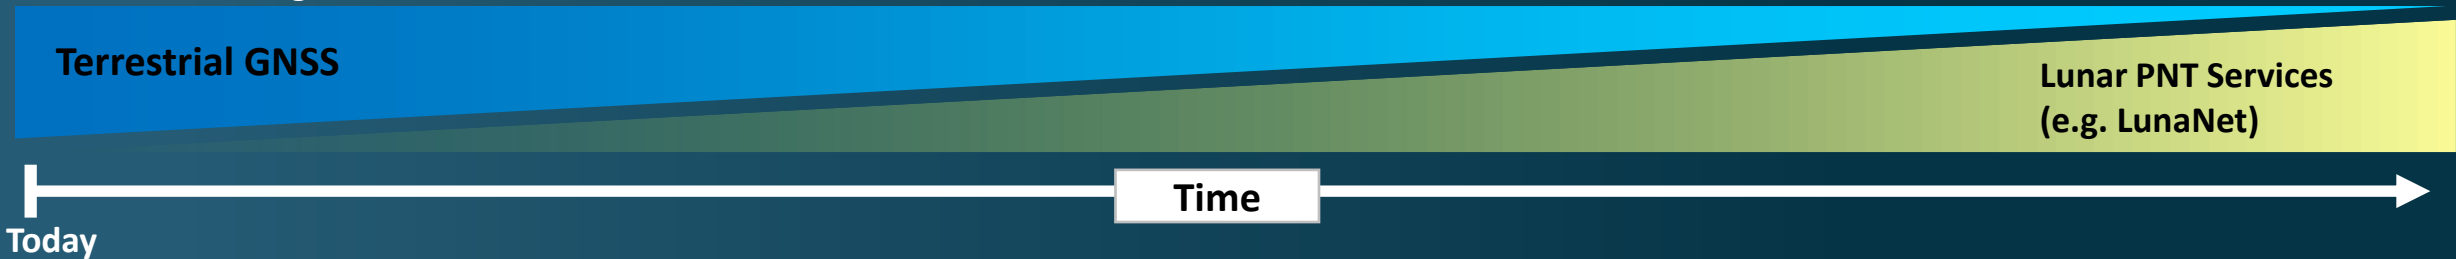 Terrestrial GNSS
Lunar PNT Services
(e.g. LunaNet)
Time
Today